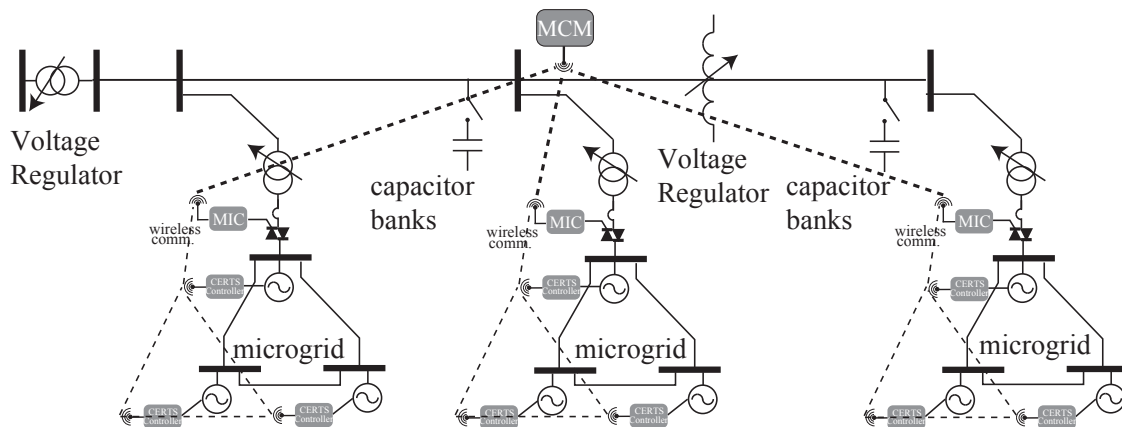 MCM
Voltage
Regulator
capacitor
banks
Voltage
Regulator
capacitor
banks
MIC
wireless
comm.
MIC
wireless
comm.
MIC
wireless
comm.
CERTS
Controller
CERTS
Controller
CERTS
Controller
microgrid
microgrid
microgrid
CERTS
Controller
CERTS
Controller
CERTS
Controller
CERTS
Controller
CERTS
Controller
CERTS
Controller